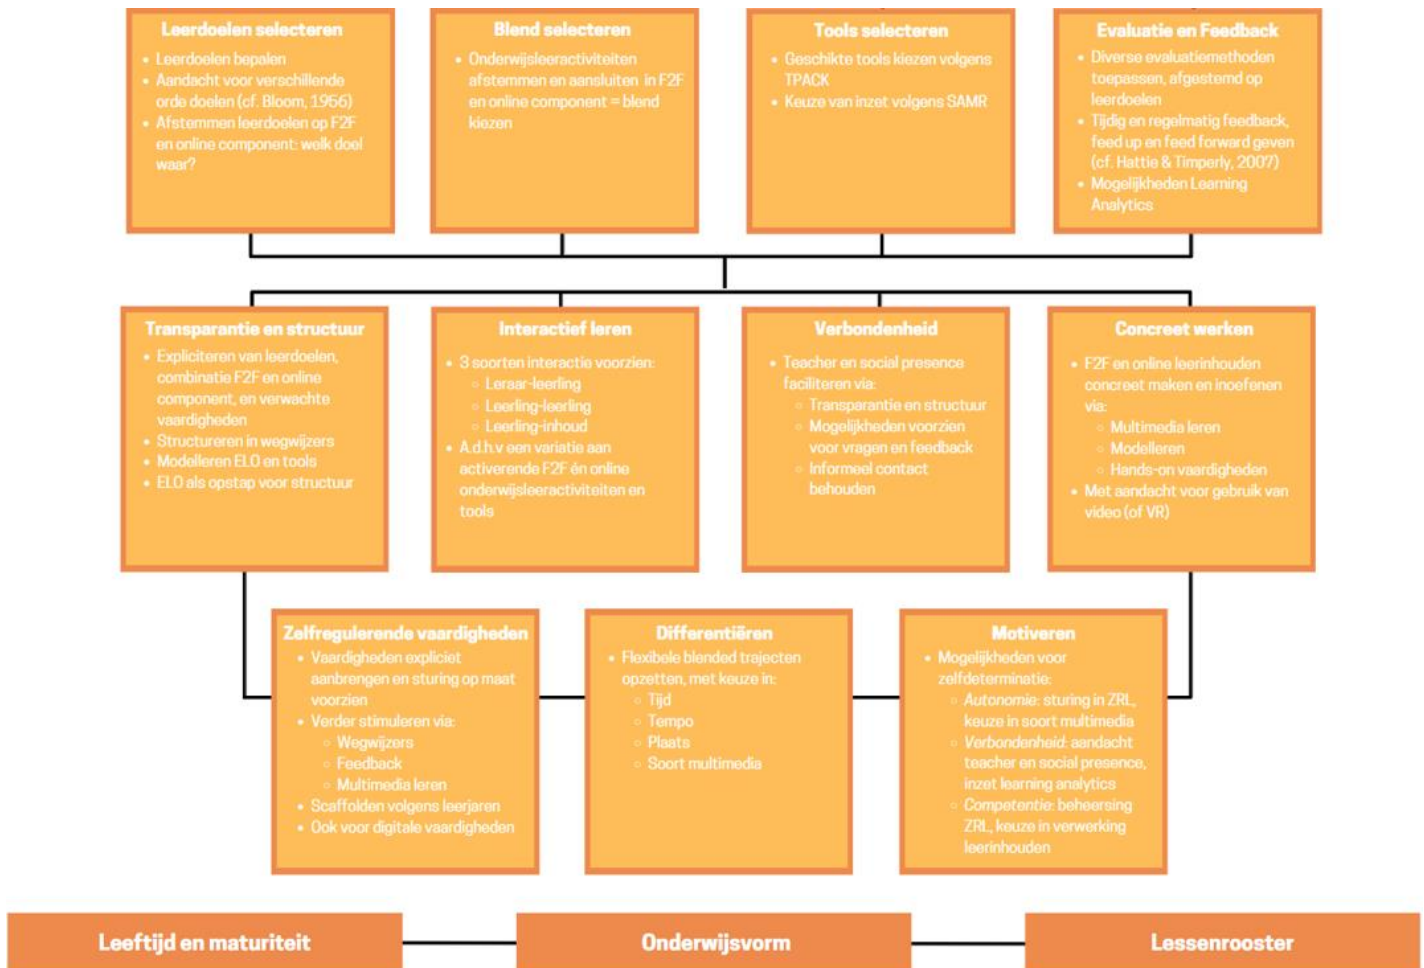 Leerdoelen selecteren
• Leerdoelen bepalen
• Aandacht voor verschillende
orde doelen (cf. Bloom, 1956)
• Afstemmen leerdoelen op F2F
en online component: welk doel
waar?
Blend selecteren
• Onderwijsleeractiviteiten
afstemmen en aansluiten in F2F
en online component = blend
kiezen
Tools selecteren
• Geschikte tools kiezen volgens
TPACK
• Keuze van inzet volgens SAMR
Evaluatie en Feedback
• Diverse evaluatiemethoden
toepassen, afgestemd op
leerdoelen
• Tijdig en regelmatig feedback,
feed up en feed forward geven
(cf. Hattie & Timperly, 2007)
• Mogelijkheden Learning
Analytics
Transparantie en structuur
• Expliciteren van leerdoelen,
combinatie F2F en online
component, en verwachte
vaardigheden
• Structureren in wegwijzers
• Modelleren ELO en tools
• ELO als opstap voor structuur
Interactief leren
• 3 soorten interactie voorzien:
○ Leraar-leerling
○ Leerling-leerling
○ Leerling-inhoud
• A.d.h.v een variatie aan
activerende F2F én online
onderwijsleeractiviteiten en
tools
Verbondenheid
• Teacher en social presence
faciliteren via:
○ Transparantie en structuur
○ Mogelijkheden voorzien
voor vragen en feedback
○ Informeel contact
behouden
Concreet werken
• F2F en online leerinhouden
concreet maken en inoefenen
via:
○ Multimedia leren
○ Modelleren
○ Hands-on vaardigheden
• Met aandacht voor gebruik van
video (of VR)
Zelfregulerende vaardigheden
• Vaardigheden expliciet
aanbrengen en sturing op maat
voorzien
• Verder stimuleren via:
○ Wegwijzers
○ Feedback
○ Multimedia leren
• Scaffolden volgens leerjaren
• Ook voor digitale vaardigheden
Differentiëren
• Flexibele blended trajecten
opzetten, met keuze in:
○ Tijd
○ Tempo
○ Plaats
○ Soort multimedia
Motiveren
• Mogelijkheden voor
zelfdeterminatie:
○ Autonomie: sturing in ZRL,
keuze in soort multimedia
○ Verbondenheid: aandacht
teacher en social presence,
inzet learning analytics
○ Competentie: beheersing
ZRL, keuze in verwerking
leerinhouden
Leeftijd en maturiteit
Onderwijsvorm
Lessenrooster